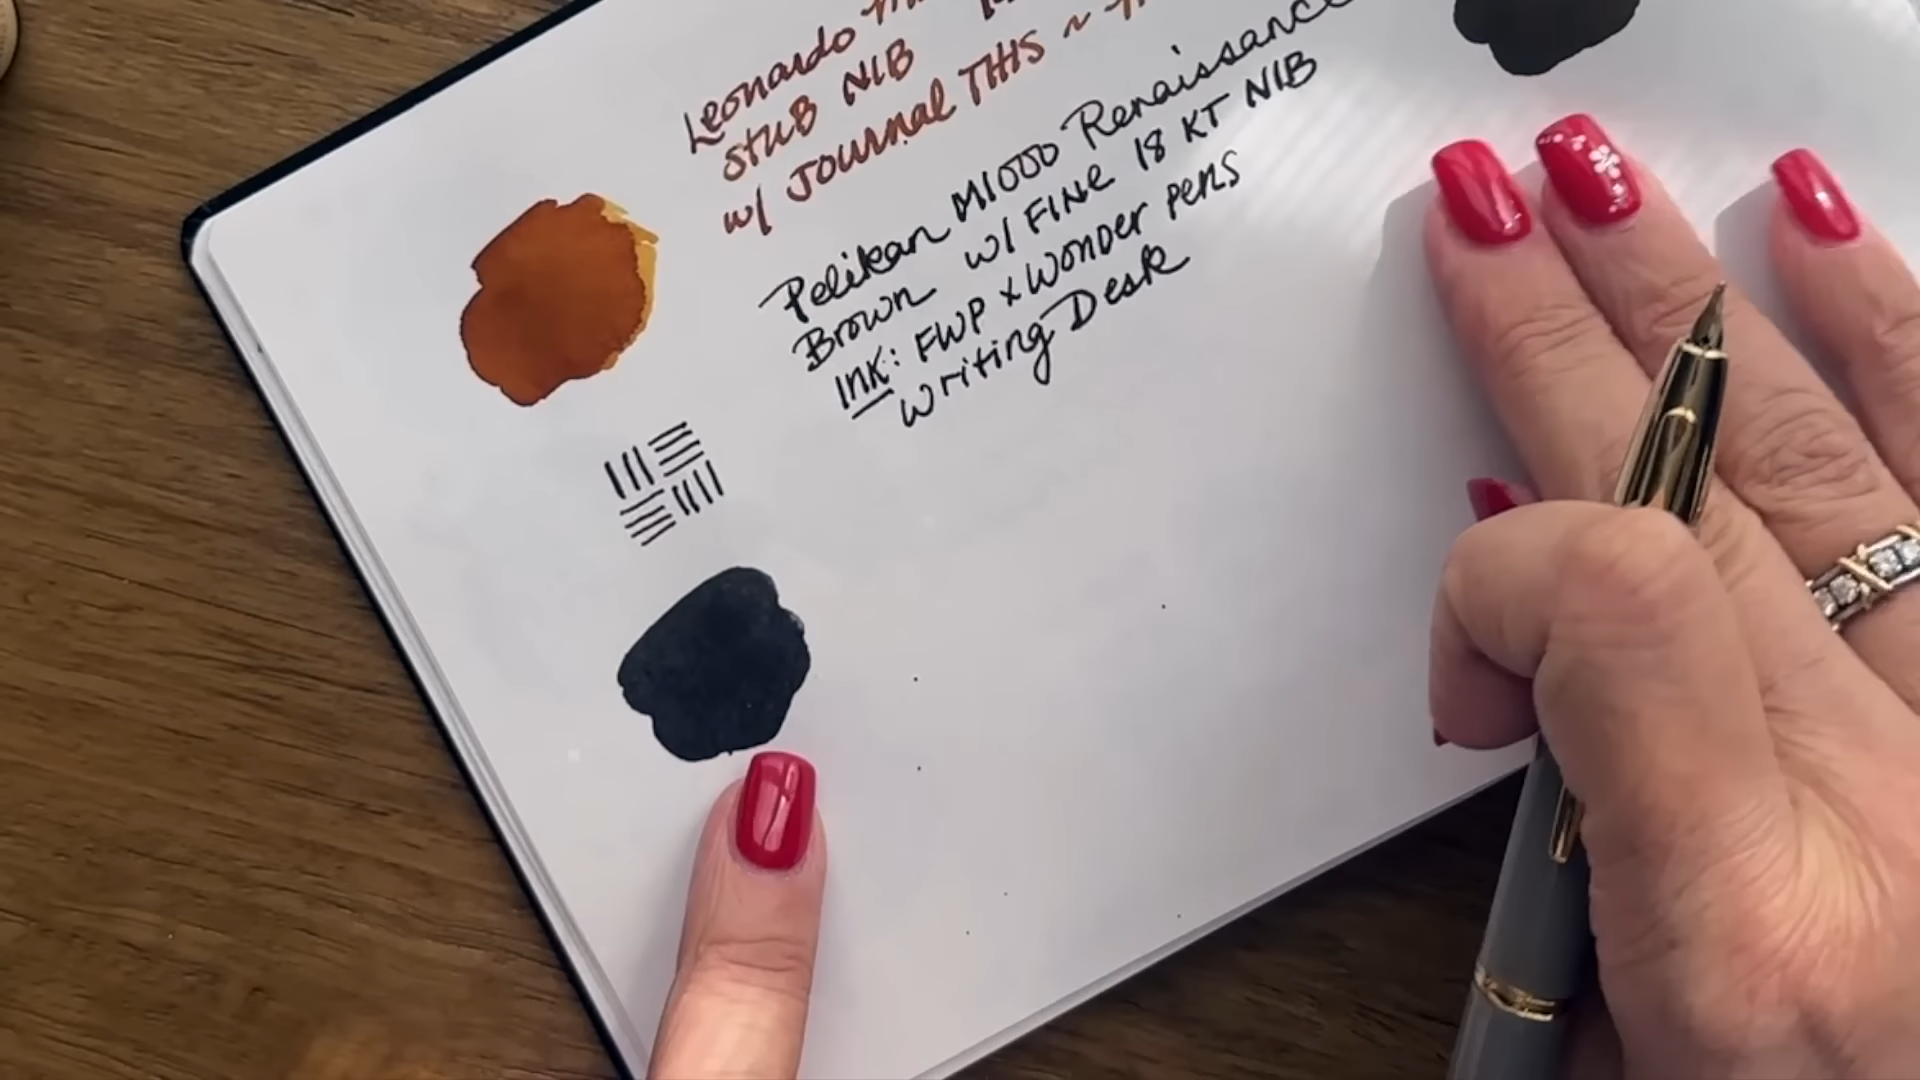 Leonardo
STUB NIB
w/ JOURNAL THIS ~
Pelikan M1000 Renaissance
Brown w/ FINE 18 KT NIB
INK: FWP x WONDER PENS
Writing Desk